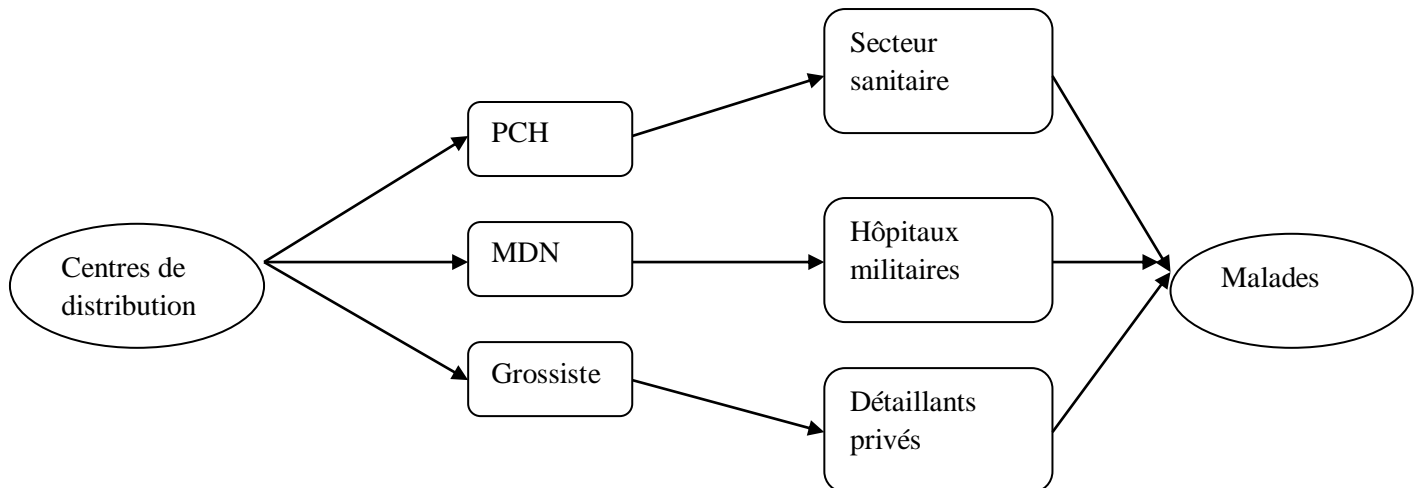 Secteur
sanitaire
PCH
MDN
Hôpitaux
militaires
Centres de
distribution
Malades
Grossiste
Détaillants
privés